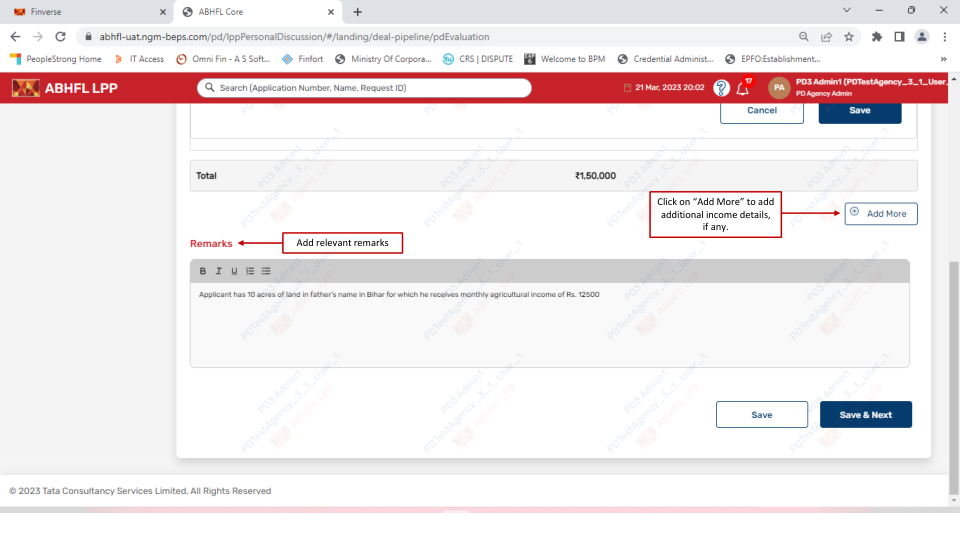 Finverse
ABHFL Core
abhfl-uat.ngm-beps.com/pd/lppPersonalDiscussion/#/landing/deal-pipeline/pdEvaluation
PeopleStrong Home IT Access Omni Fin - A S Soft... Finfort Ministry Of Corpora... CRS | DISPUTE Welcome to BPM Credential Administ... EPFO:Establishment... »
ABHFL LPP
Search (Application Number, Name, Request ID)
21 Mar, 2023 20:02
17
PA
PD3 Admin1 (PDTestAgency_3_1_User_
PD Agency Admin
Cancel Save
Total ₹1,50,000
Click on “Add More” to add
additional income details,
if any.
Add More
Remarks Add relevant remarks
B I U
Applicant has 10 acres of land in father's name in Bihar for which he receives monthly agricultural income of Rs. 12500
Save Save & Next
© 2023 Tata Consultancy Services Limited. All Rights Reserved